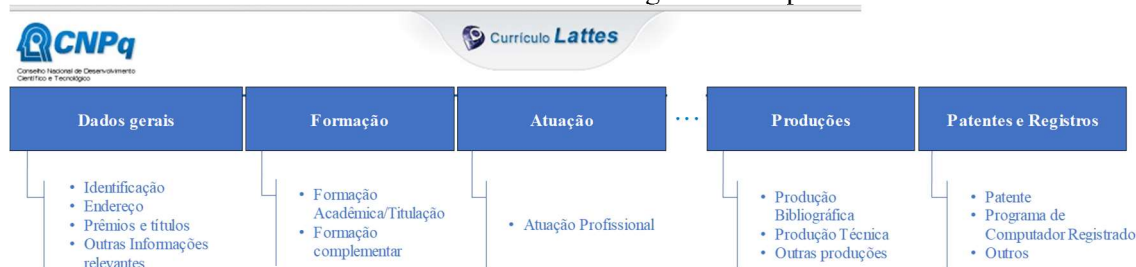 CNPq
Conselho Nacional de Desenvolvimento
Científico e Tecnológico
Currículo Lattes
Dados gerais
Formação
Atuação
...
Produções
Patentes e Registros
• Identificação
• Endereço
• Prêmios e títulos
• Outras Informações
relevantes
• Formação
Acadêmica/Titulação
• Formação
complementar
• Atuação Profissional
• Produção
Bibliográfica
• Produção Técnica
• Outras produções
• Patente
• Programa de
Computador Registrado
• Outros